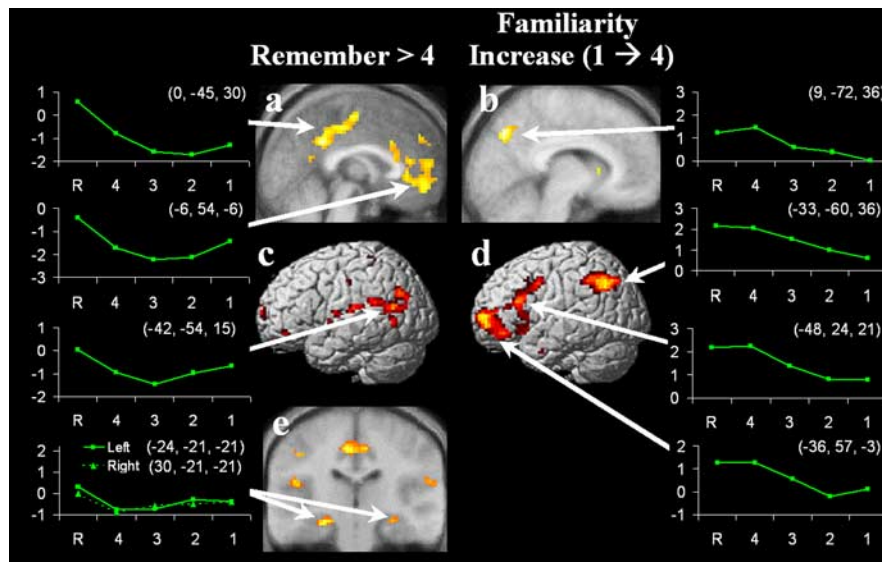 Remember > 4
Familiarity
Increase (1 → 4)
a
b
c
d
e
(0, -45, 30)
1
0
-1
-2
R 4 3 2 1
(-6, 54, -6)
0
-1
-2
-3
R 4 3 2 1
(-42, -54, 15)
1
0
-1
-2
R 4 3 2 1
Left (-24, -21, -21)
Right (30, -21, -21)
2
1
0
-1
R 4 3 2 1
(9, -72, 36)
3
2
1
0
R 4 3 2 1
(-33, -60, 36)
3
2
1
0
R 4 3 2 1
(-48, 24, 21)
3
2
1
0
R 4 3 2 1
(-36, 57, -3)
2
1
0
-1
R 4 3 2 1